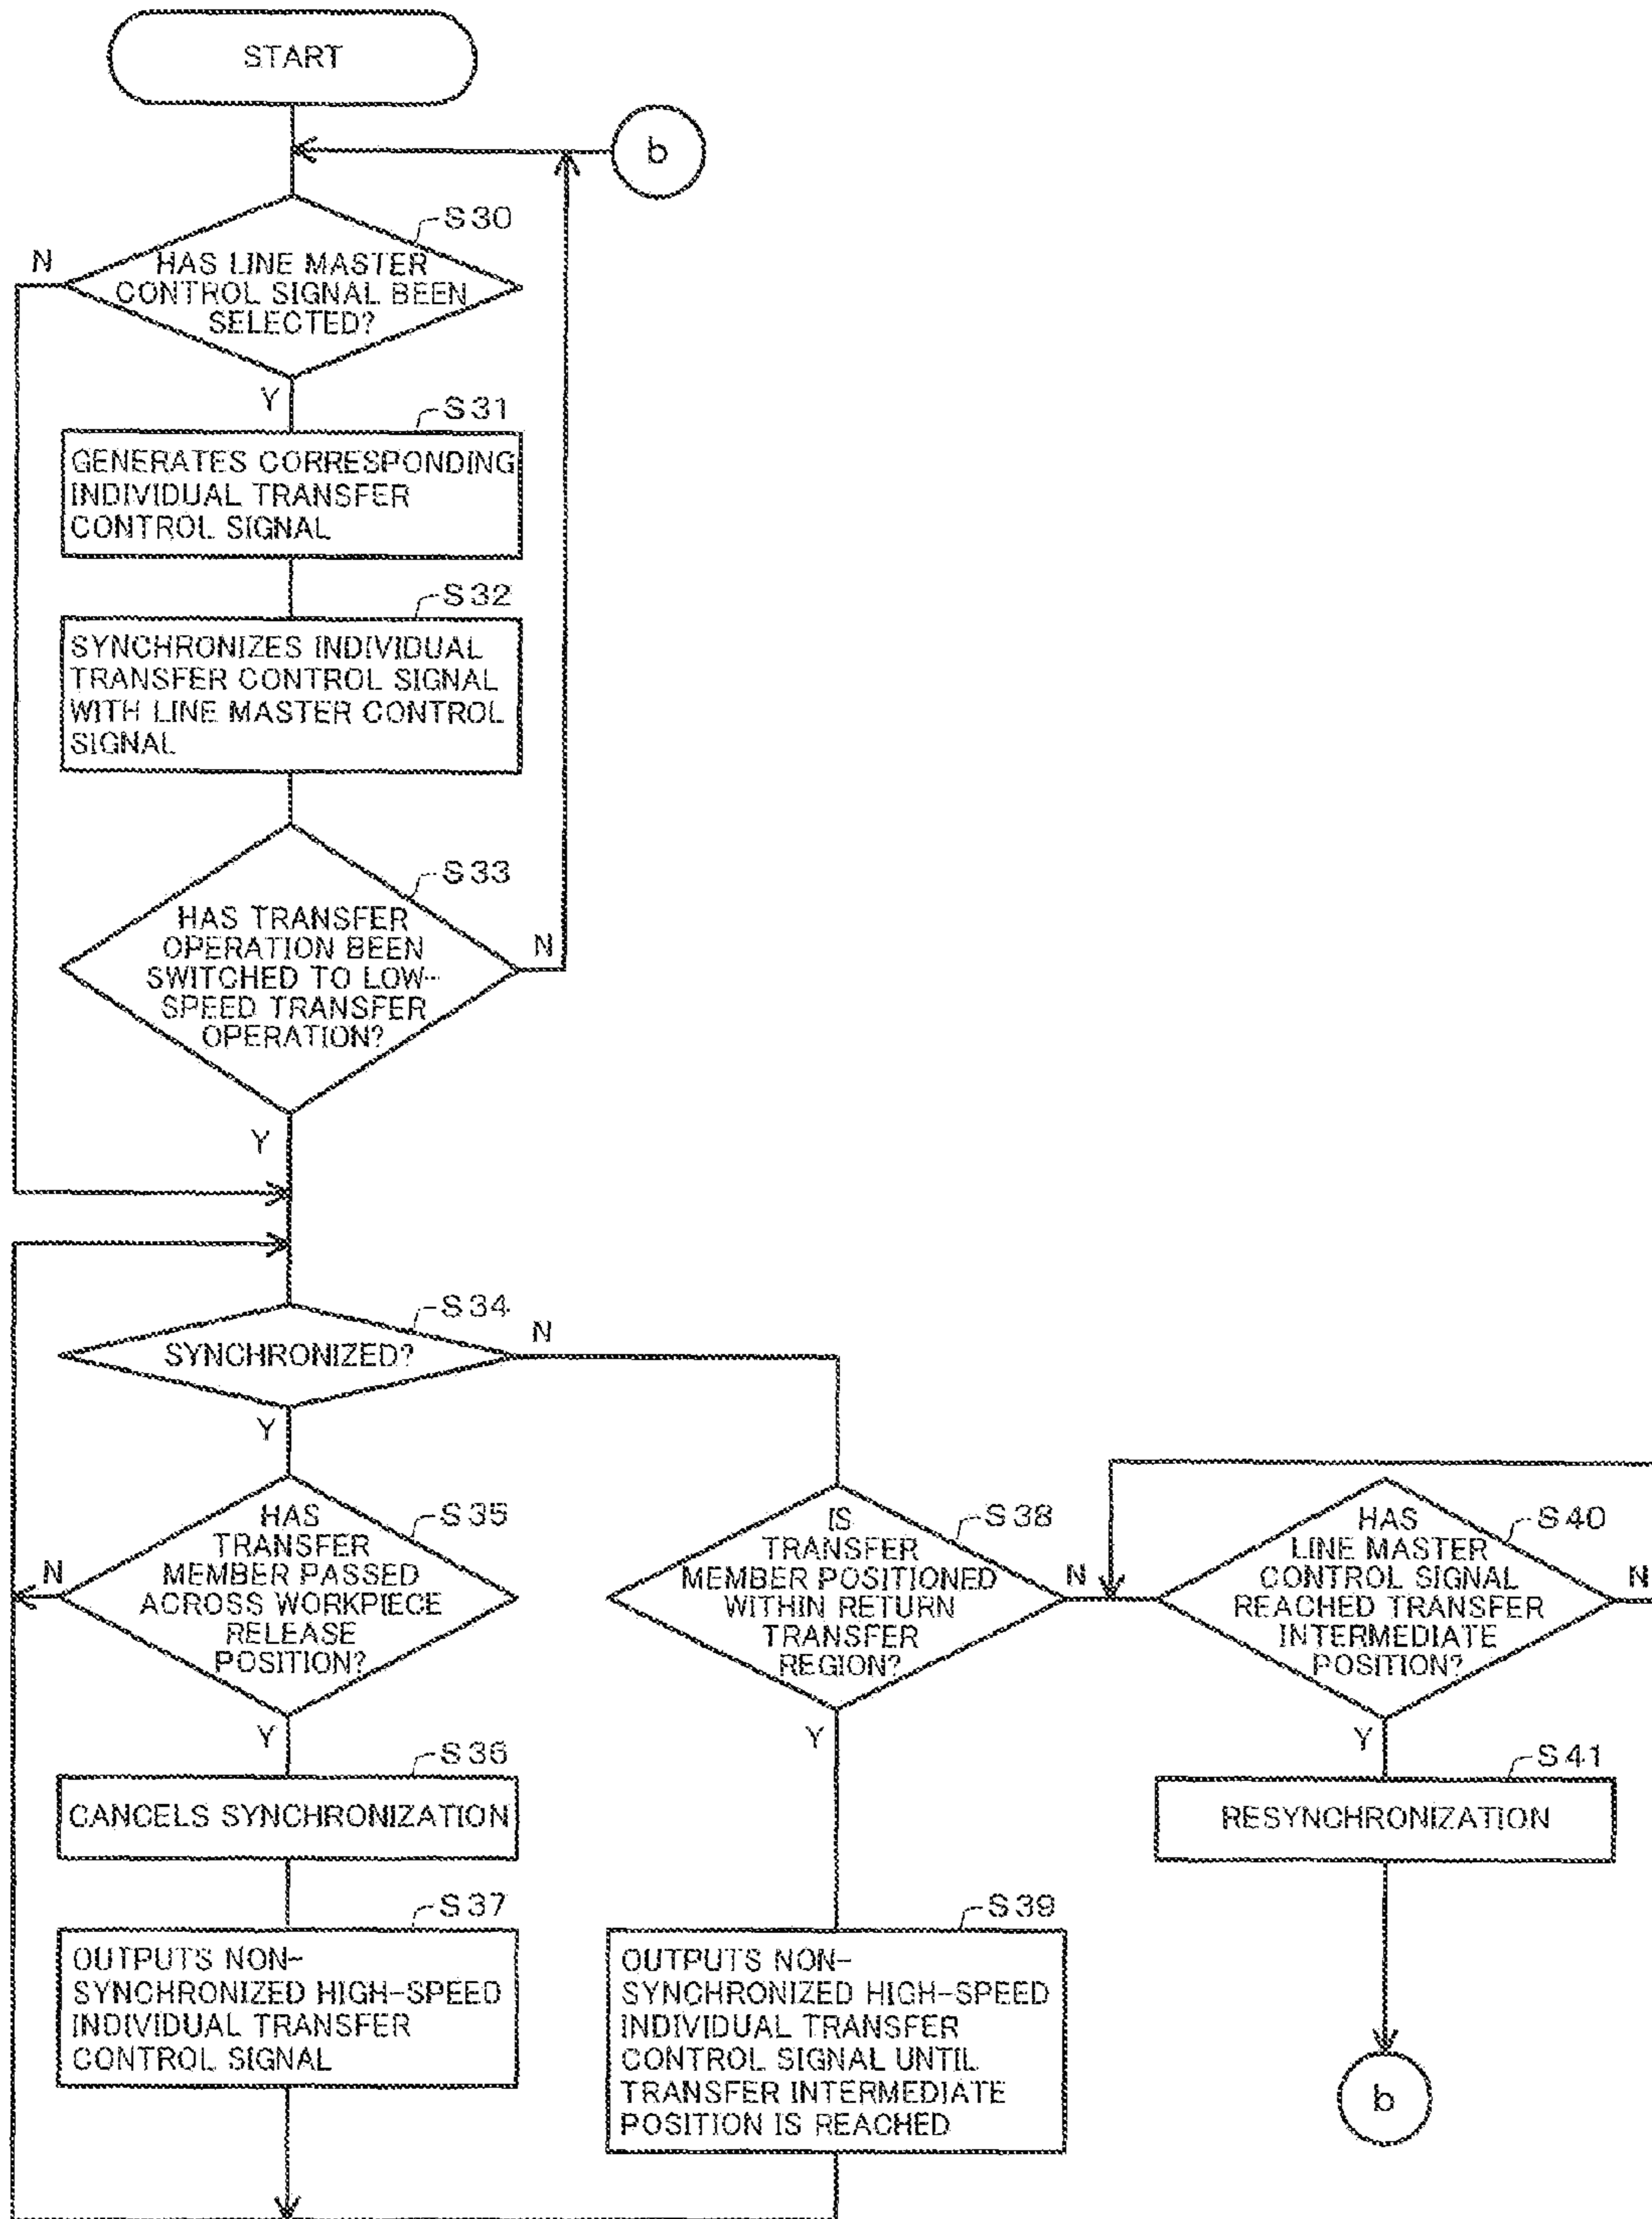 START
b
S30
N
HAS LINE MASTER
CONTROL SIGNAL BEEN
SELECTED?
Y
S31
GENERATES CORRESPONDING
INDIVIDUAL TRANSFER
CONTROL SIGNAL
S32
SYNCHRONIZES INDIVIDUAL
TRANSFER CONTROL SIGNAL
WITH LINE MASTER CONTROL
SIGNAL
S33
HAS TRANSFER
OPERATION BEEN
SWITCHED TO LOW-
SPEED TRANSFER
OPERATION?
N
Y
S34
SYNCHRONIZED?
N
Y
S35
HAS
TRANSFER
MEMBER PASSED
ACROSS WORKPIECE
RELEASE
POSITION?
N
Y
S36
CANCELS SYNCHRONIZATION
S37
OUTPUTS NON-
SYNCHRONIZED HIGH-SPEED
INDIVIDUAL TRANSFER
CONTROL SIGNAL
S38
IS
TRANSFER
MEMBER POSITIONED
WITHIN RETURN
TRANSFER
REGION?
N
Y
S39
OUTPUTS NON-
SYNCHRONIZED HIGH-SPEED
INDIVIDUAL TRANSFER
CONTROL SIGNAL UNTIL
TRANSFER INTERMEDIATE
POSITION IS REACHED
S40
HAS
LINE MASTER
CONTROL SIGNAL
REACHED TRANSFER
INTERMEDIATE
POSITION?
N
Y
S41
RESYNCHRONIZATION
b